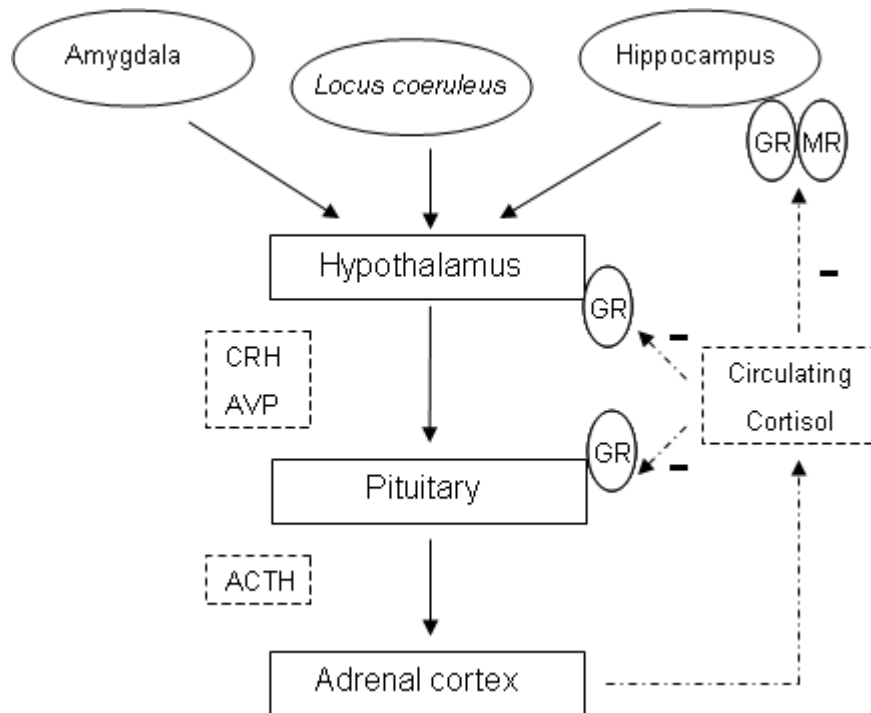 Amygdala
Locus coeruleus
Hippocampus
GR
MR
Hypothalamus
GR
-
-
CRH
AVP
Circulating
Cortisol
GR
-
Pituitary
ACTH
Adrenal cortex